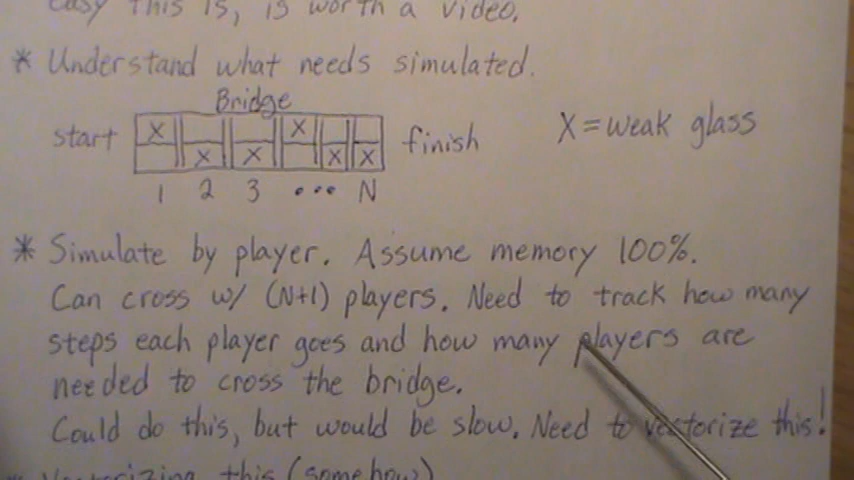 easy this is, is worth a video.
* Understand what needs simulated.
Bridge
start X X X X X X finish X = weak glass
1 2 3 ... N
* Simulate by player. Assume memory 100%.
Can cross w/ (N+1) players. Need to track how many
steps each player goes and how many players are
needed to cross the bridge.
Could do this, but would be slow. Need to vectorize this!
* Vectorizing this (somehow)